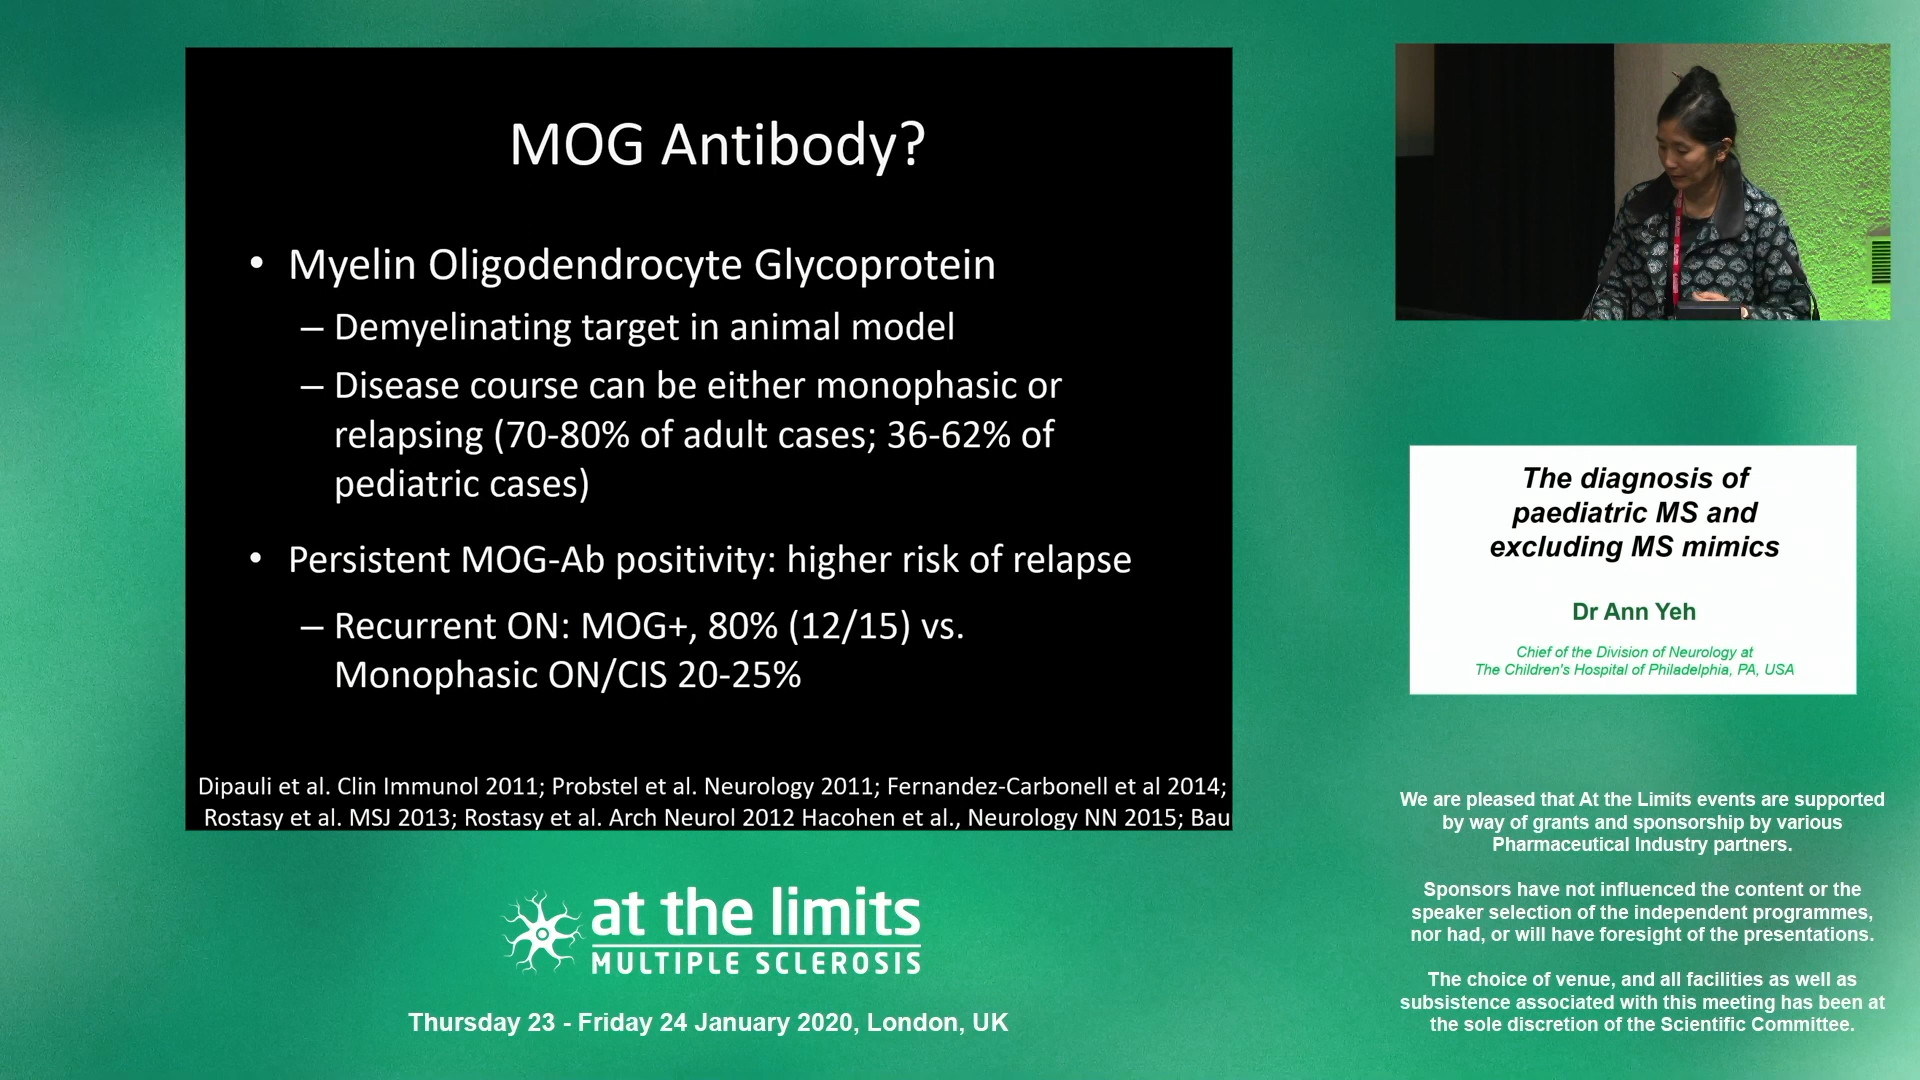 MOG Antibody?
• Myelin Oligodendrocyte Glycoprotein
– Demyelinating target in animal model
– Disease course can be either monophasic or
relapsing (70-80% of adult cases; 36-62% of
pediatric cases)
• Persistent MOG-Ab positivity: higher risk of relapse
– Recurrent ON: MOG+, 80% (12/15) vs.
Monophasic ON/CIS 20-25%
Dipauli et al. Clin Immunol 2011; Probstel et al. Neurology 2011; Fernandez-Carbonell et al 2014;
Rostasy et al. MSJ 2013; Rostasy et al. Arch Neurol 2012 Hacohen et al., Neurology NN 2015; Bau
at the limits
MULTIPLE SCLEROSIS
Thursday 23 - Friday 24 January 2020, London, UK
The diagnosis of
paediatric MS and
excluding MS mimics
Dr Ann Yeh
Chief of the Division of Neurology at
The Children's Hospital of Philadelphia, PA, USA
We are pleased that At the Limits events are supported
by way of grants and sponsorship by various
Pharmaceutical Industry partners.
Sponsors have not influenced the content or the
speaker selection of the independent programmes,
nor had, or will have foresight of the presentations.
The choice of venue, and all facilities as well as
subsistence associated with this meeting has been at
the sole discretion of the Scientific Committee.